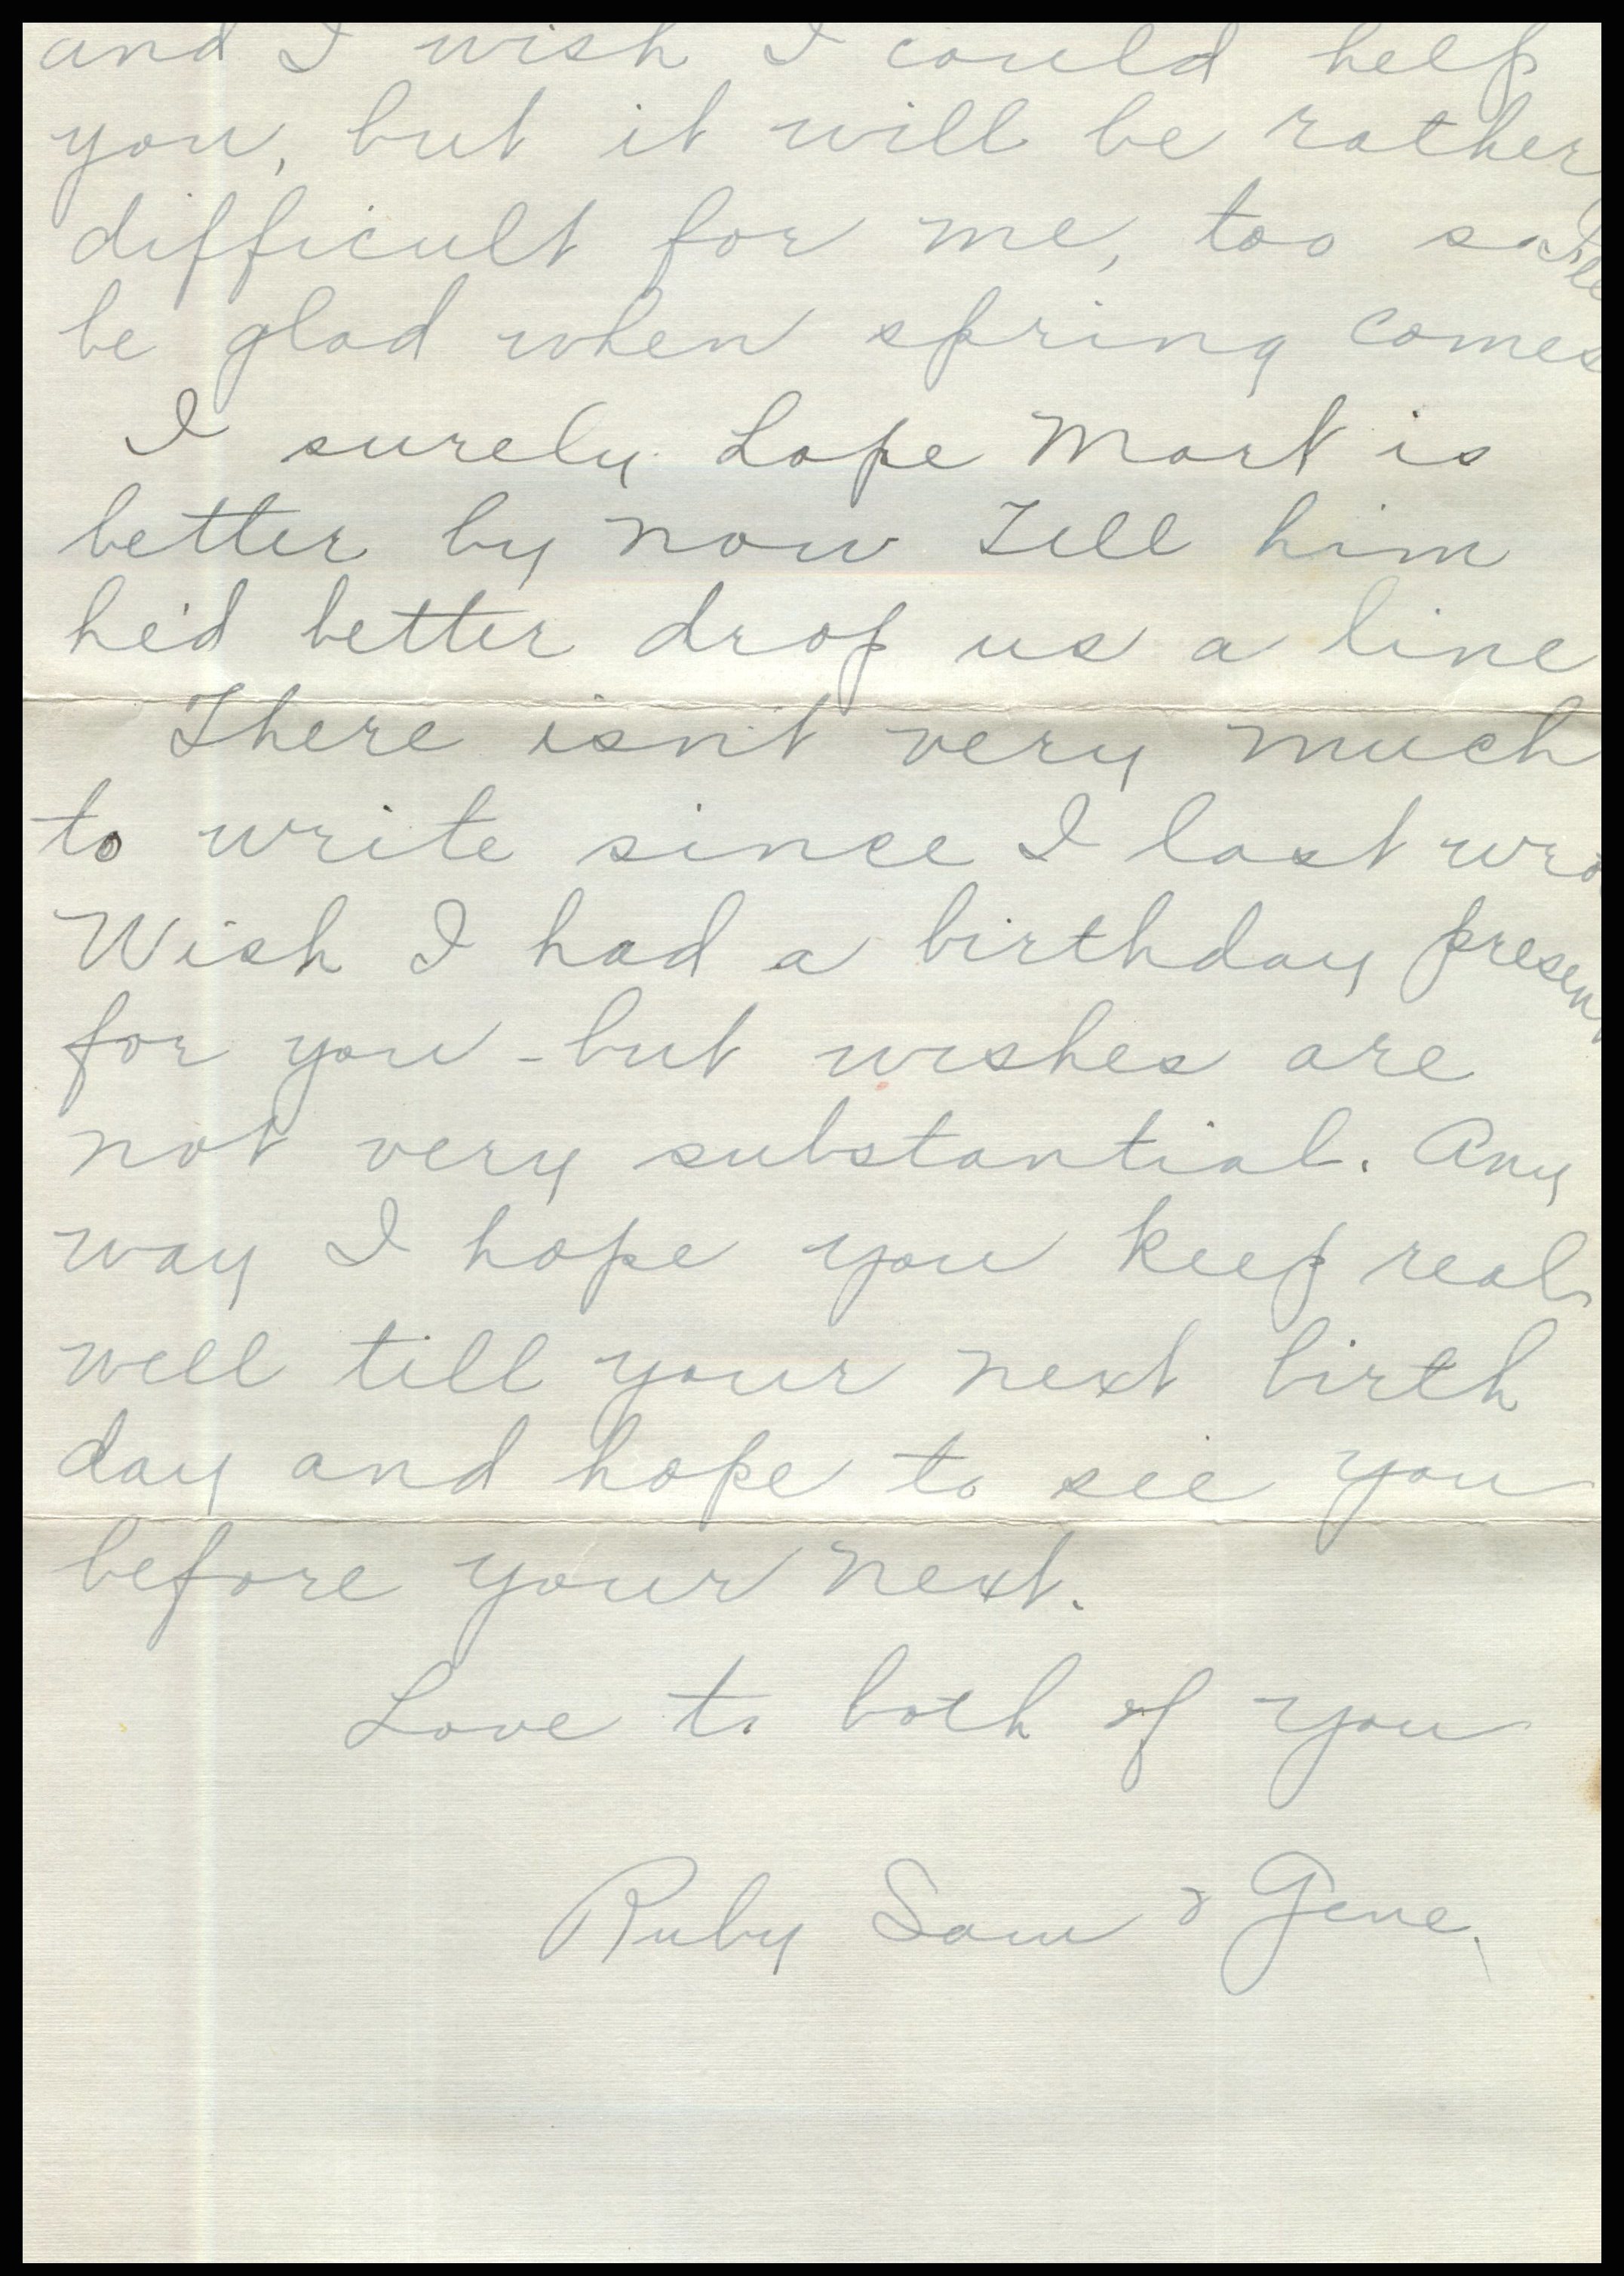 and I wish I could help
you, but it will be rather
difficult for me, too so I'll
be glad when spring comes
I surely hope Mart is
better by now Tell him
he'd better drop us a line
There isn't very much
to write since I last wro
Wish I had a birthday presen
for you - but wishes are
not very substantial. Any
way I hope you keep real
well till your next birth
day and hope to see you
before your next.
Love to both of you
Ruby Sam & Gene.